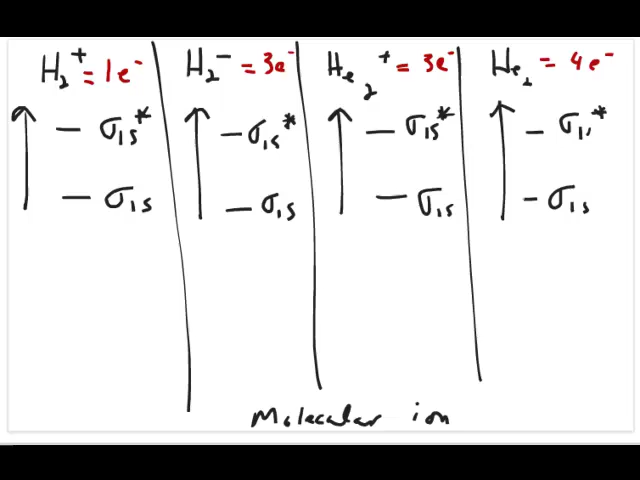 H₂⁺ = 1e⁻ H₂⁻ = 3e⁻ He₂⁺ = 3e⁻ He₂ = 4e⁻
σ1s* σ1s* σ1s* σ1s*
σ1s σ1s σ1s σ1s
Molecular ion